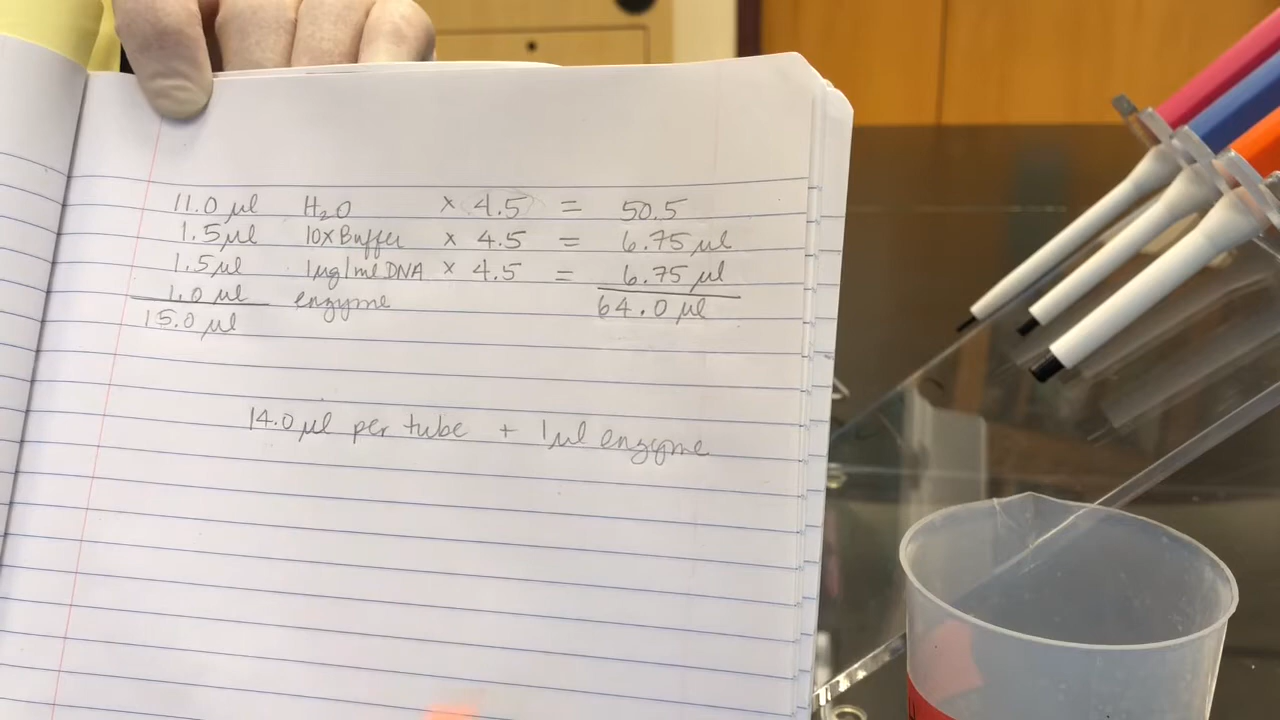 11.0 µl H₂O × 4.5 = 50.5
1.5 µl 10x Buffer × 4.5 = 6.75 µl
1.5 µl 1µg/ml DNA × 4.5 = 6.75 µl
1.0 µl enzyme 64.0 µl
15.0 µl
14.0 µl per tube + 1 µl enzyme